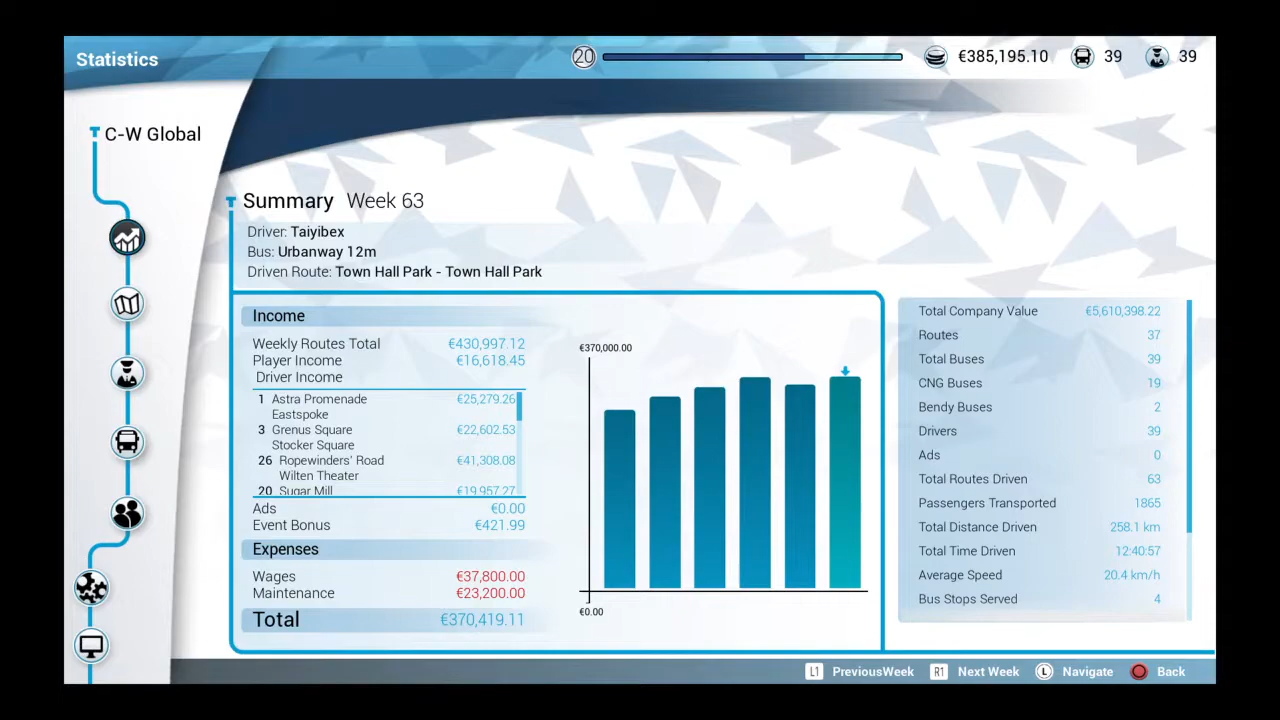 Statistics
20
€385,195.10
39
39
C-W Global
Summary Week 63
Driver: Taiyibex
Bus: Urbanway 12m
Driven Route: Town Hall Park - Town Hall Park
Income
Weekly Routes Total €430,997.12
Player Income €16,618.45
Driver Income
1 Astra Promenade €25,279.26
Eastspoke
3 Grenus Square €22,602.53
Stocker Square
26 Ropewinders' Road €41,308.08
Wilten Theater
20 Sugar Mill €19,957.27
Ads €0.00
Event Bonus €421.99
Expenses
Wages €37,800.00
Maintenance €23,200.00
Total €370,419.11
€370,000.00
€0.00
Total Company Value €5,610,398.22
Routes 37
Total Buses 39
CNG Buses 19
Bendy Buses 2
Drivers 39
Ads 0
Total Routes Driven 63
Passengers Transported 1865
Total Distance Driven 258.1 km
Total Time Driven 12:40:57
Average Speed 20.4 km/h
Bus Stops Served 4
L1 PreviousWeek R1 Next Week L Navigate Back